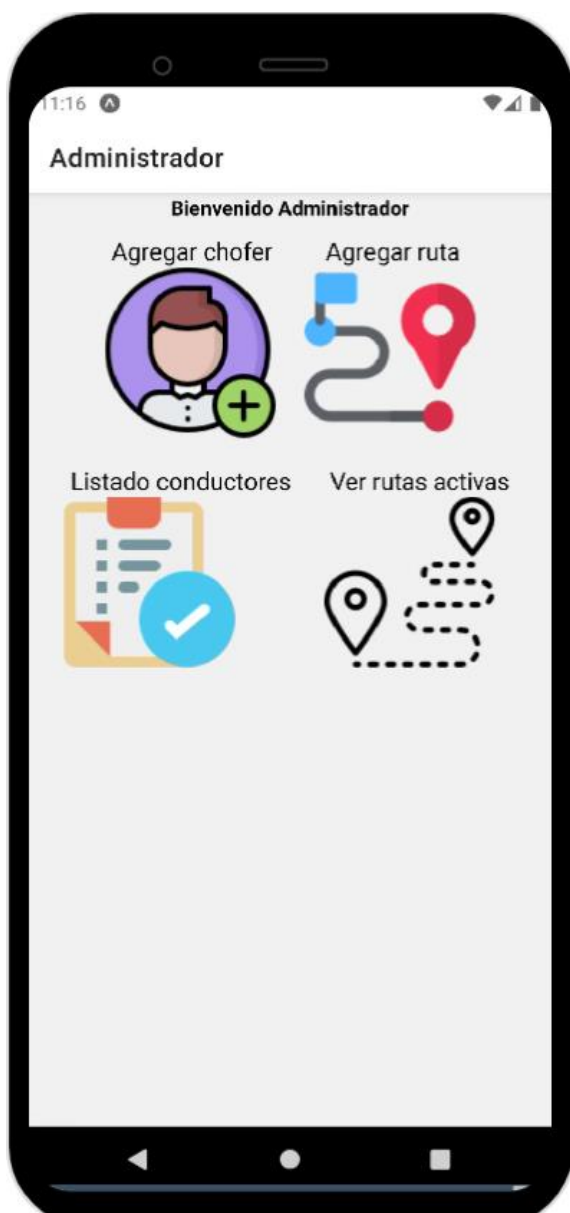 11:16
Administrador
Bienvenido Administrador
Agregar chofer Agregar ruta
Listado conductores Ver rutas activas